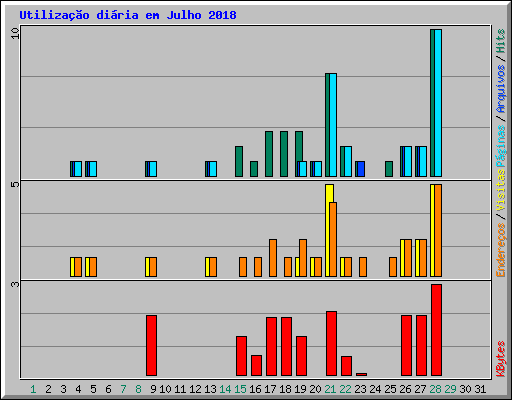 Utilização diária em Julho 2018
10
5
3
Hits / Arquivos / Páginas
Visitas / Endereços
KBytes
1 2 3 4 5 6 7 8 9 10 11 12 13 14 15 16 17 18 19 20 21 22 23 24 25 26 27 28 29 30 31